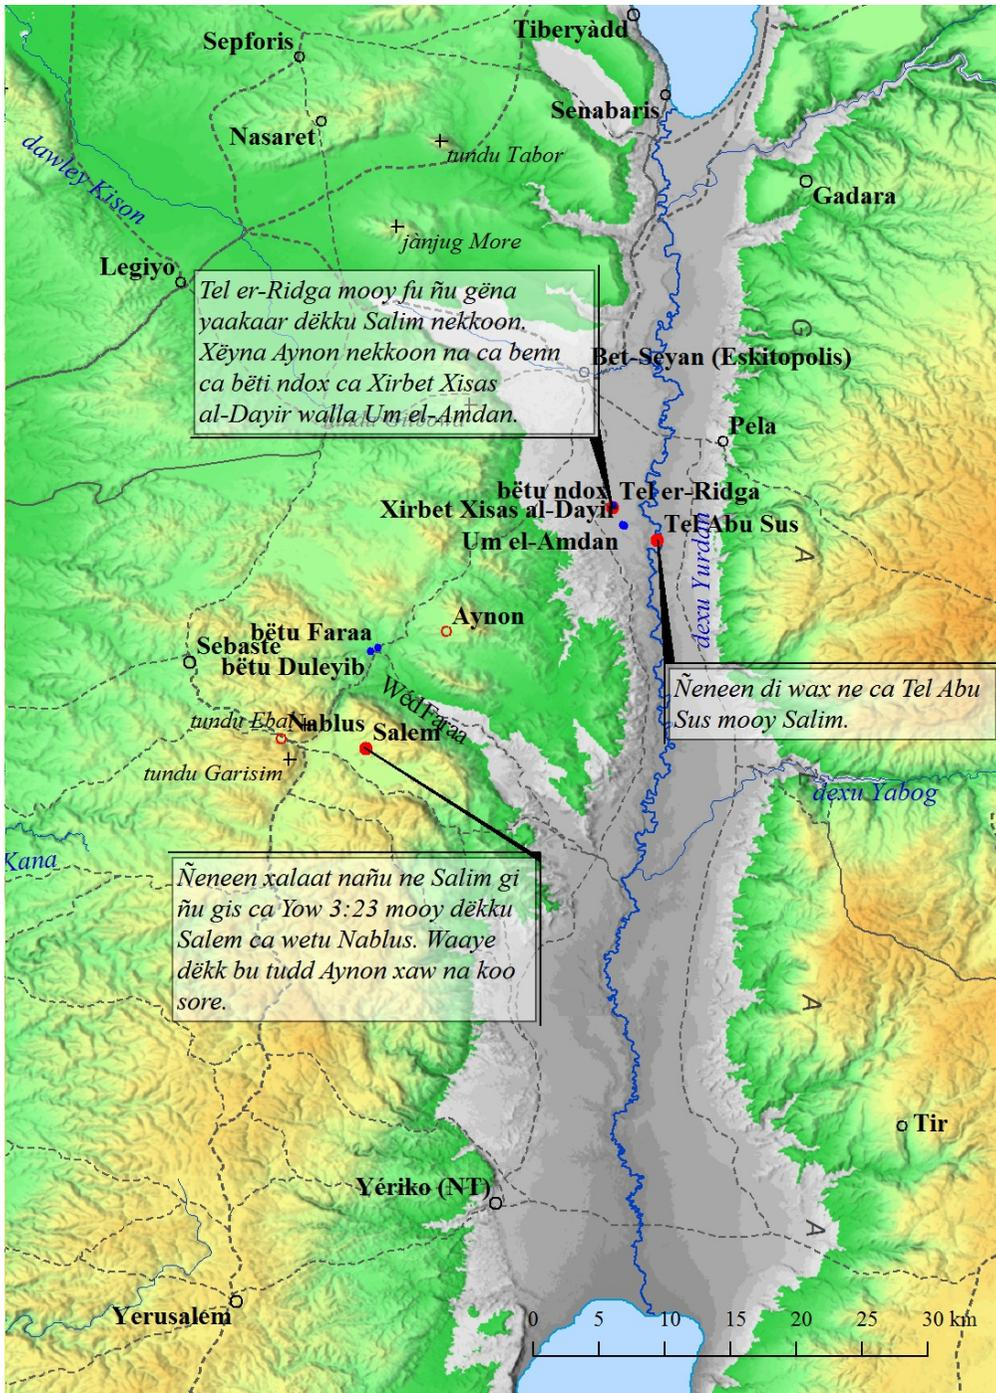 Tiberyàdd
Sepforis
Senabaris
Nasaret
tundu Tabor
dawley Kison
Gadara
jànjug More
Legiyo
Tel er-Ridga mooy fu ñu gëna
yaakaar dëkku Salim nekkoon.
Xëyna Aynon nekkoon na ca benn
ca bëti ndox ca Xirbet Xisas
al-Dayir walla Um el-Amdan.
G
Bet-Seyan (Eskitopolis)
Pela
bëtu ndox
Tel er-Ridga
Xirbet Xisas al-Dayir
Tel Abu Sus
Um el-Amdan
A
dexu Yurdan
Aynon
bëtu Faraa
Sebaste
bëtu Duleyib
Wéd Faraa
Ñeneen di wax ne ca Tel Abu
Sus mooy Salim.
tundu Ebal
Nablus
Salem
tundu Garisim
L
dexu Yabog
Kana
Ñeneen xalaat nañu ne Salim gi
ñu gis ca Yow 3:23 mooy dëkku
Salem ca wetu Nablus. Waaye
dëkk bu tudd Aynon xaw na koo
sore.
A
Tir
Yériko (NT)
A
Yerusalem
0 5 10 15 20 30 km